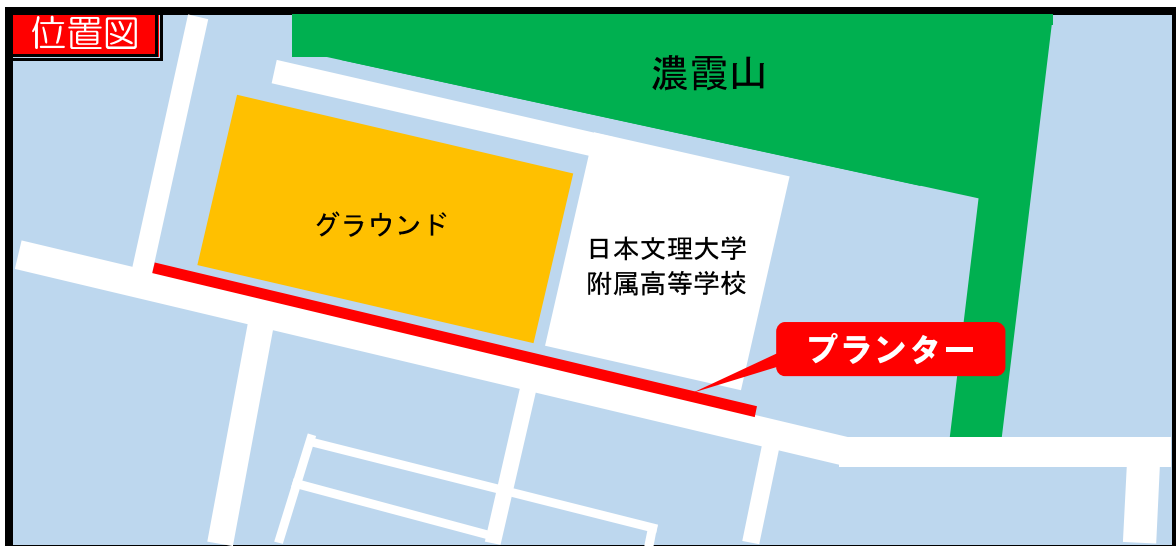 位置図
濃霞山
グラウンド
日本文理大学
附属高等学校
プランター